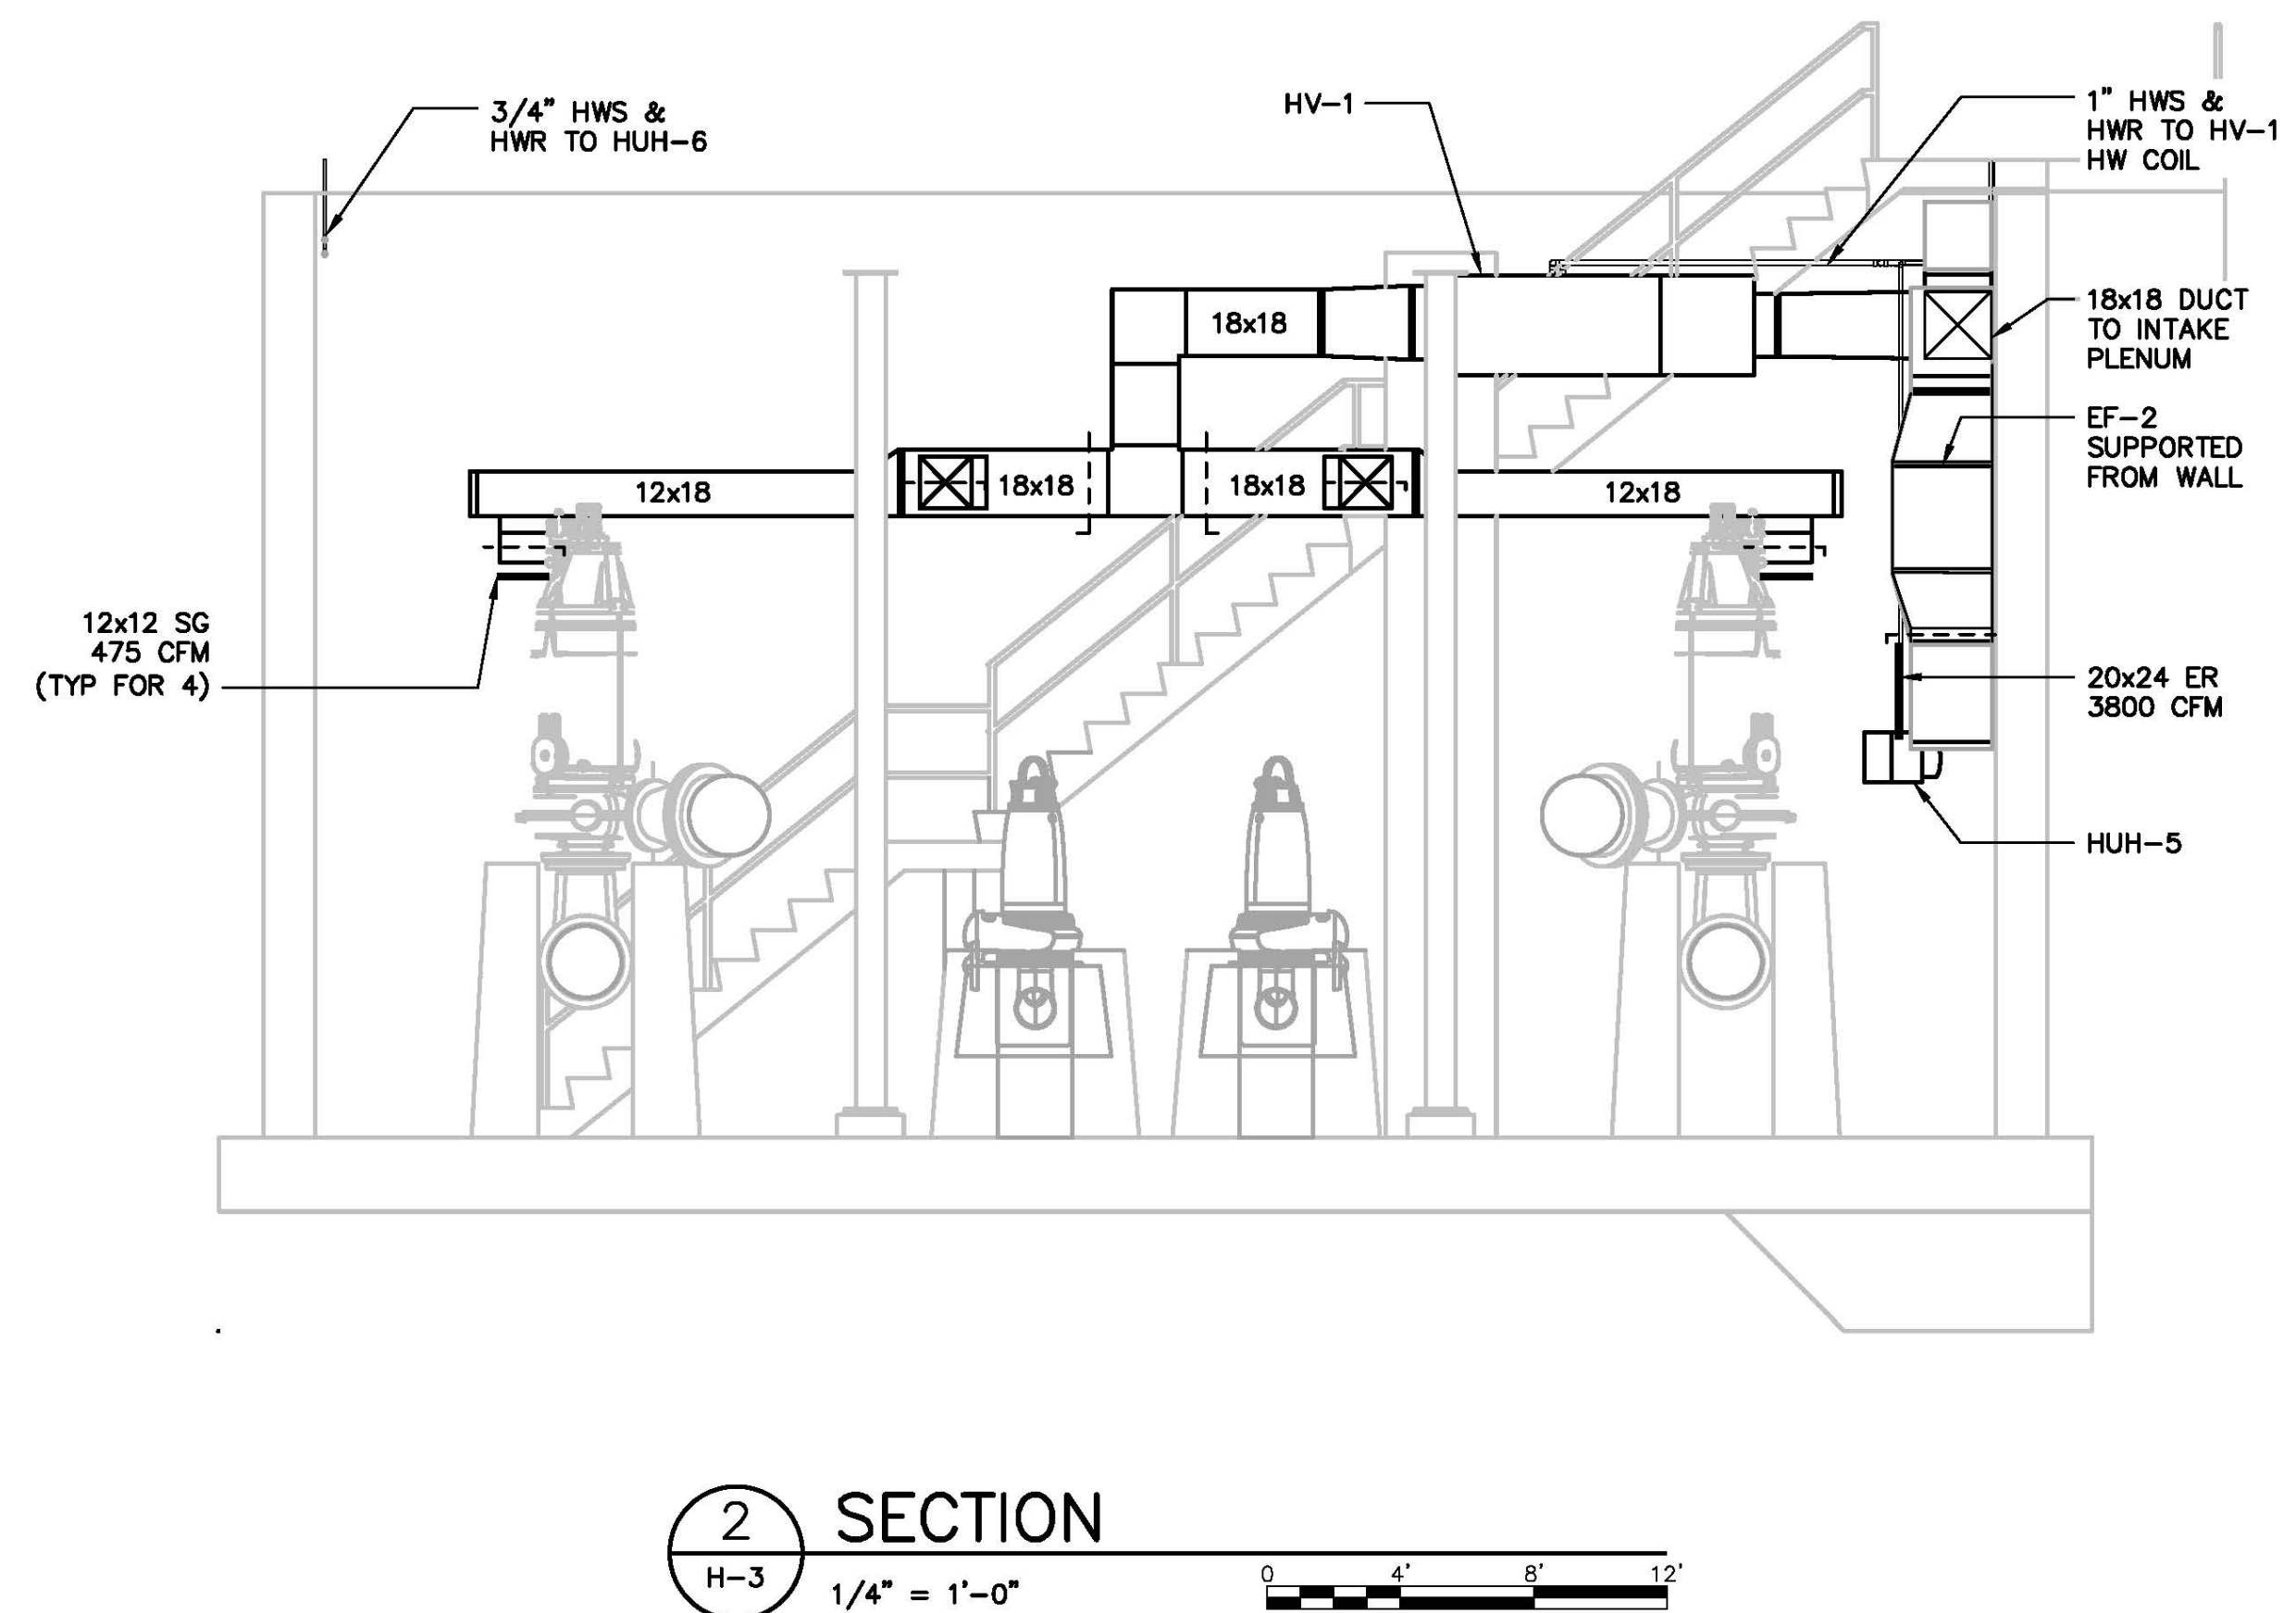 3/4" HWS &
HWR TO HUH-6
HV-1
1" HWS &
HWR TO HV-1
HW COIL
18x18 DUCT
TO INTAKE
PLENUM
18x18
EF-2
SUPPORTED
FROM WALL
12x18
18x18
18x18
12x18
12x12 SG
475 CFM
(TYP FOR 4)
20x24 ER
3800 CFM
HUH-5
2
H-3
SECTION
1/4" = 1'-0"
0 4' 8' 12'